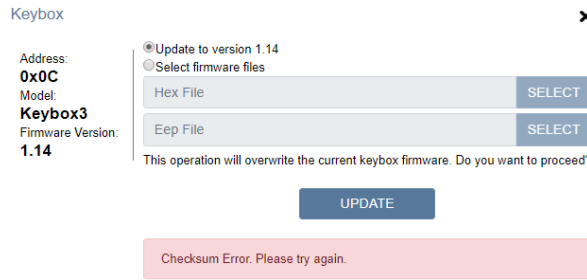 Keybox
Address:
0x0C
Model:
Keybox3
Firmware Version:
1.14
Update to version 1.14
Select firmware files
Hex File
SELECT
Eep File
SELECT
This operation will overwrite the current keybox firmware. Do you want to proceed?
UPDATE
Checksum Error. Please try again.